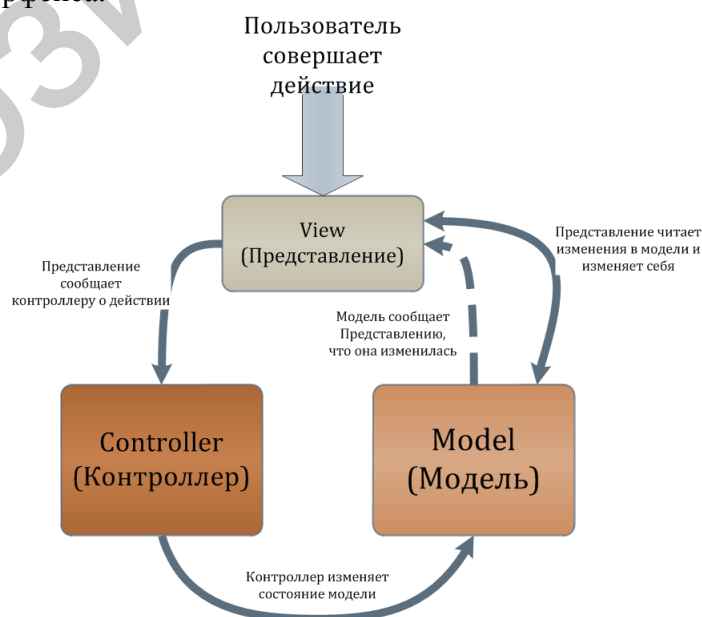 Пользователь
совершает
действие
View
(Представление)
Представление читает
изменения в модели и
изменяет себя
Представление
сообщает
контроллеру о действии
Модель сообщает
Представлению,
что она изменилась
Controller
(Контроллер)
Model
(Модель)
Контроллер изменяет
состояние модели